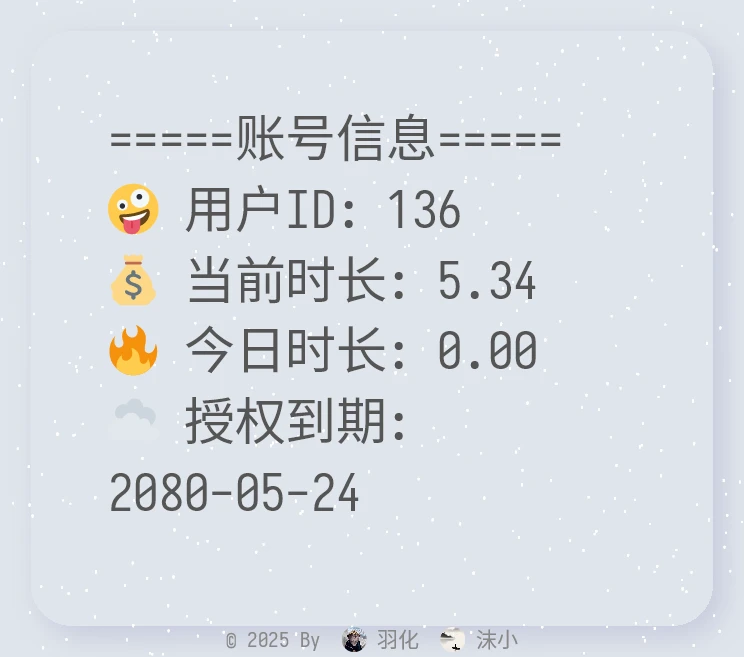 =====账号信息=====
🤪 用户ID: 136
💰 当前时长: 5.34
🔥 今日时长: 0.00
☁️ 授权到期:
2080-05-24
© 2025 By 羽化 沫小